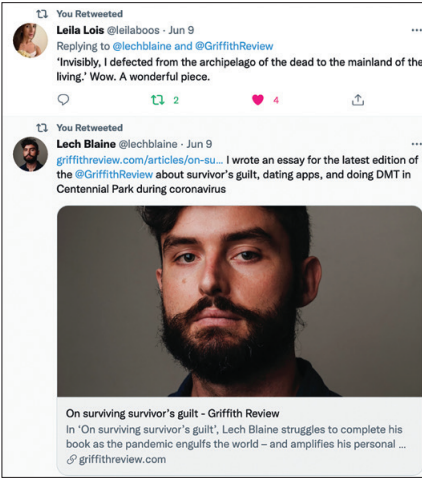 You Retweeted
Leila Lois @leilaboos · Jun 9
Replying to @lechblaine and @GriffithReview
'Invisibly, I defected from the archipelago of the dead to the mainland of the
living.' Wow. A wonderful piece.
2 4
You Retweeted
Lech Blaine @lechblaine · Jun 9
griffithreview.com/articles/on-su... I wrote an essay for the latest edition of
the @GriffithReview about survivor's guilt, dating apps, and doing DMT in
Centennial Park during coronavirus
On surviving survivor's guilt - Griffith Review
In 'On surviving survivor's guilt', Lech Blaine struggles to complete his
book as the pandemic engulfs the world – and amplifies his personal ...
griffithreview.com